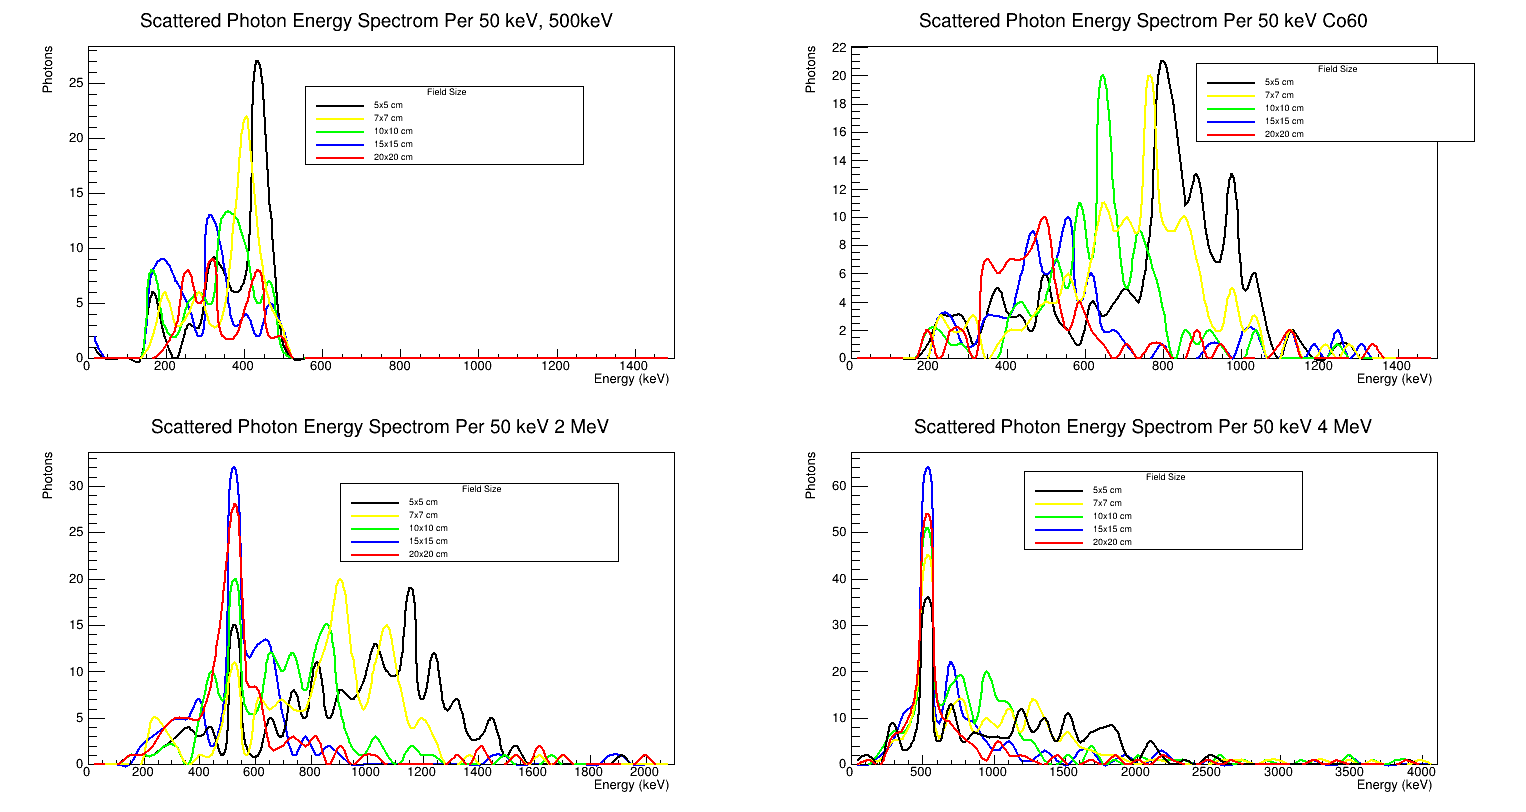 Scattered Photon Energy Spectrom Per 50 keV, 500keV
Photons
25
20
15
10
5
0
Field Size
5x5 cm
7x7 cm
10x10 cm
15x15 cm
20x20 cm
0 200 400 600 800 1000 1200 1400
Energy (keV)
Scattered Photon Energy Spectrom Per 50 keV Co60
Photons
22
20
18
16
14
12
10
8
6
4
2
0
Field Size
5x5 cm
7x7 cm
10x10 cm
15x15 cm
20x20 cm
0 200 400 600 800 1000 1200 1400
Energy (keV)
Scattered Photon Energy Spectrom Per 50 keV 2 MeV
Photons
30
25
20
15
10
5
0
Field Size
5x5 cm
7x7 cm
10x10 cm
15x15 cm
20x20 cm
0 200 400 600 800 1000 1200 1400 1600 1800 2000
Energy (keV)
Scattered Photon Energy Spectrom Per 50 keV 4 MeV
Photons
60
50
40
30
20
10
0
Field Size
5x5 cm
7x7 cm
10x10 cm
15x15 cm
20x20 cm
0 500 1000 1500 2000 2500 3000 3500 4000
Energy (keV)